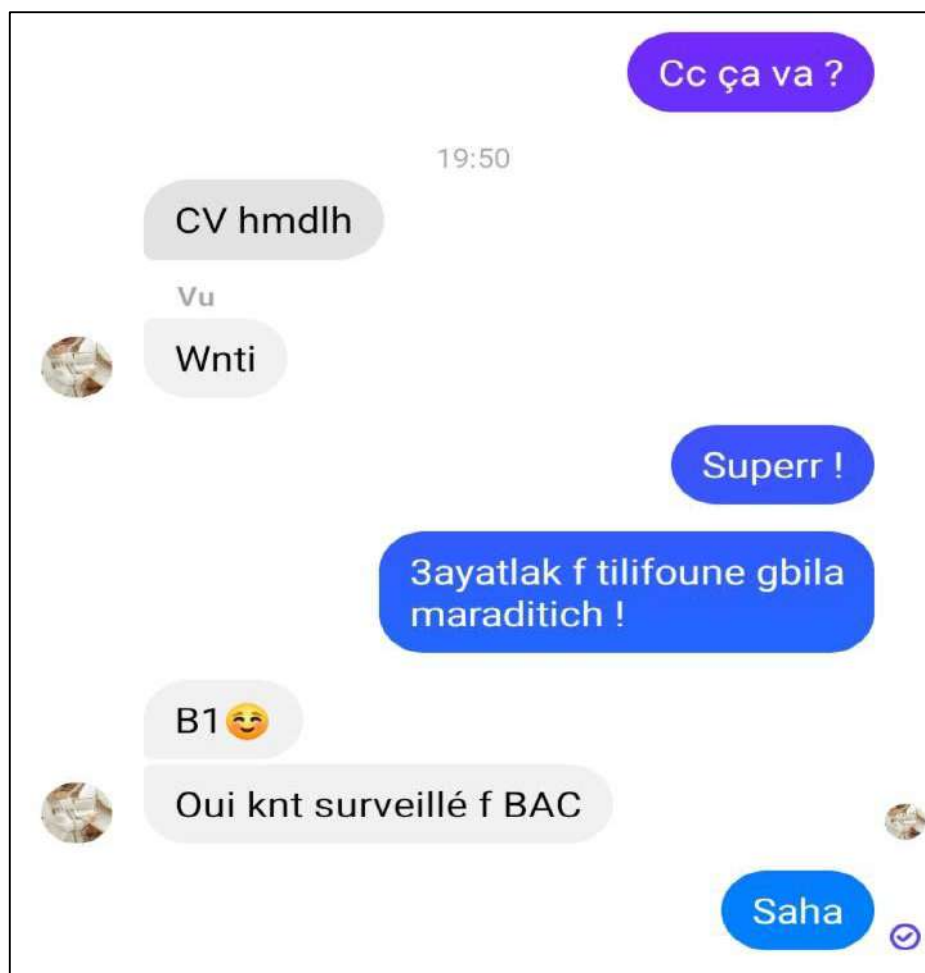 Cc ça va ?
19:50
CV hmdlh
Vu
Wnti
Superr !
3ayatlak f tilifoune gbila
maraditich !
B1😊
Oui knt surveillé f BAC
Saha